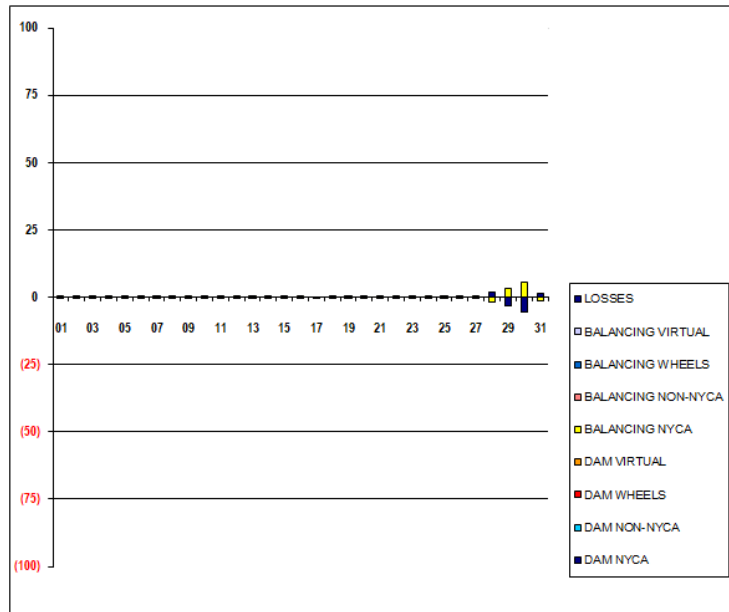 100
75
50
25
0
01 03 05 07 09 11 13 15 17 19 21 23 25 27 29 31
(25)
(50)
(75)
(100)
LOSSES
BALANCING VIRTUAL
BALANCING WHEELS
BALANCING NON-NYCA
BALANCING NYCA
DAM VIRTUAL
DAM WHEELS
DAM NON-NYCA
DAM NYCA